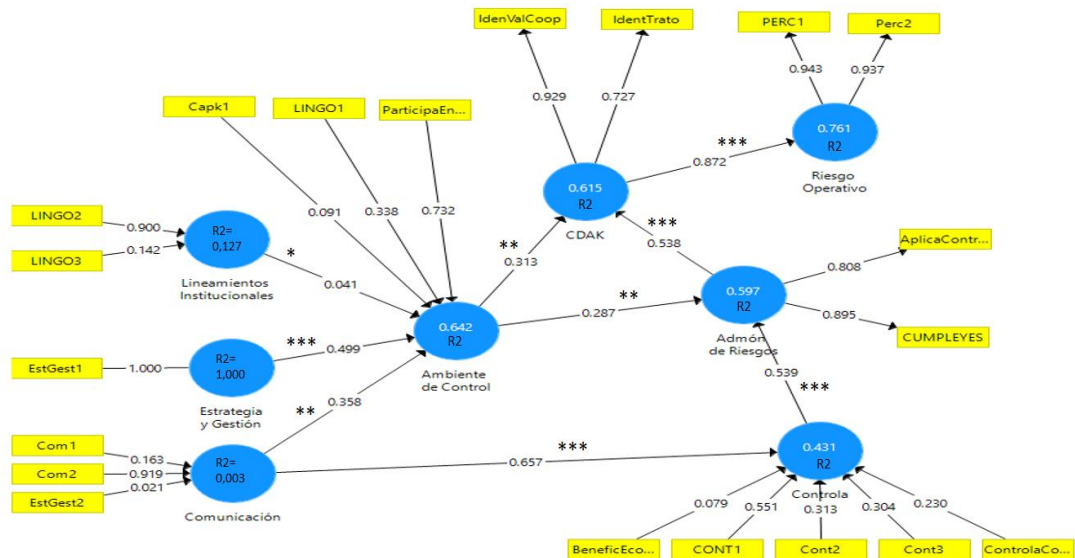 IdenValCoop
IdentTrato
PERC1
Perc2
0.929
0.727
0.943
0.937
Capk1
LINGO1
ParticipaEn...
0.761
R2
Riesgo
Operativo
***
0.872
0.615
R2
CDAK
0.091
0.338
0.732
LINGO2
0.900
LINGO3
0.142
R2=
0,127
Lineamientos
Institucionales
*
0.041
**
0.313
***
0.538
AplicaContr...
0.808
0.597
R2
Admón
de Riesgos
0.895
CUMPLEYES
**
0.287
0.642
R2
Ambiente
de Control
EstGest1
1.000
R2=
1,000
Estrategia
y Gestión
***
0.499
**
0.358
0.539
***
Com1
0.163
Com2
0.919
EstGest2
0.021
R2=
0,003
Comunicación
***
0.657
0.431
R2
Controla
0.079
0.551
0.313
0.304
0.230
BeneficEco...
CONT1
Cont2
Cont3
ControlaCo...